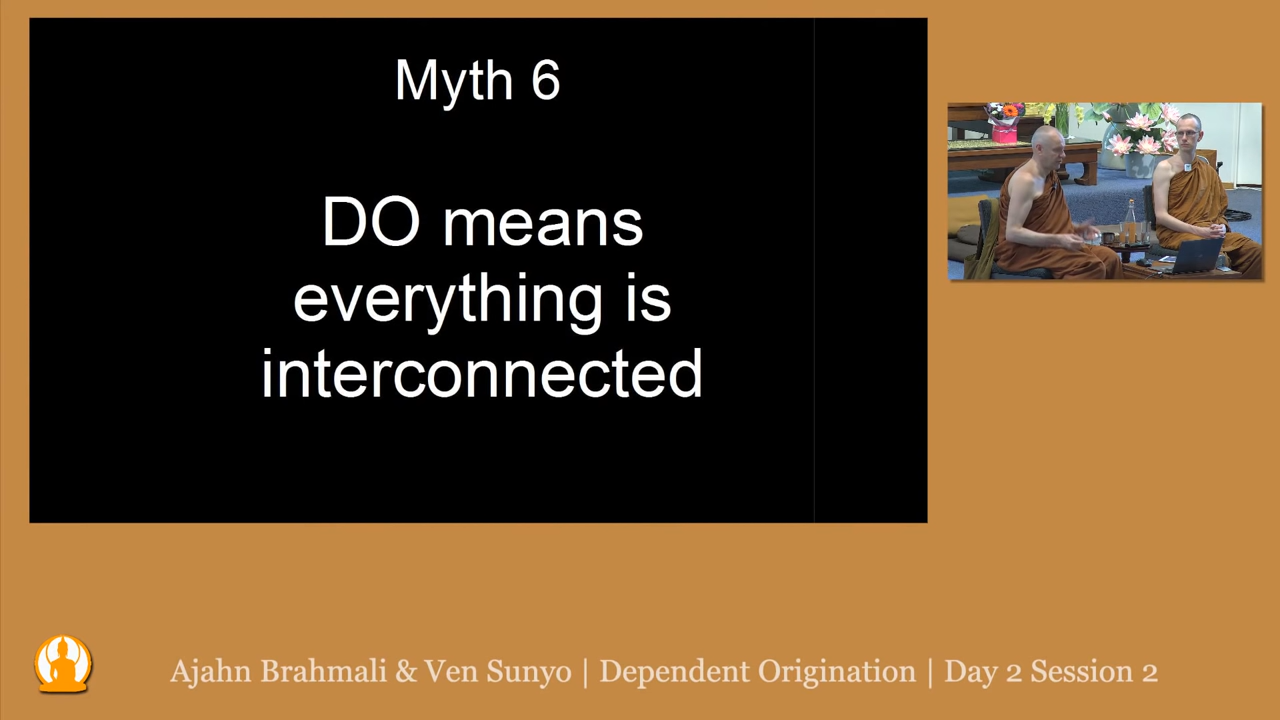 Myth 6
DO means
everything is
interconnected
Ajahn Brahmali & Ven Sunyo | Dependent Origination | Day 2 Session 2